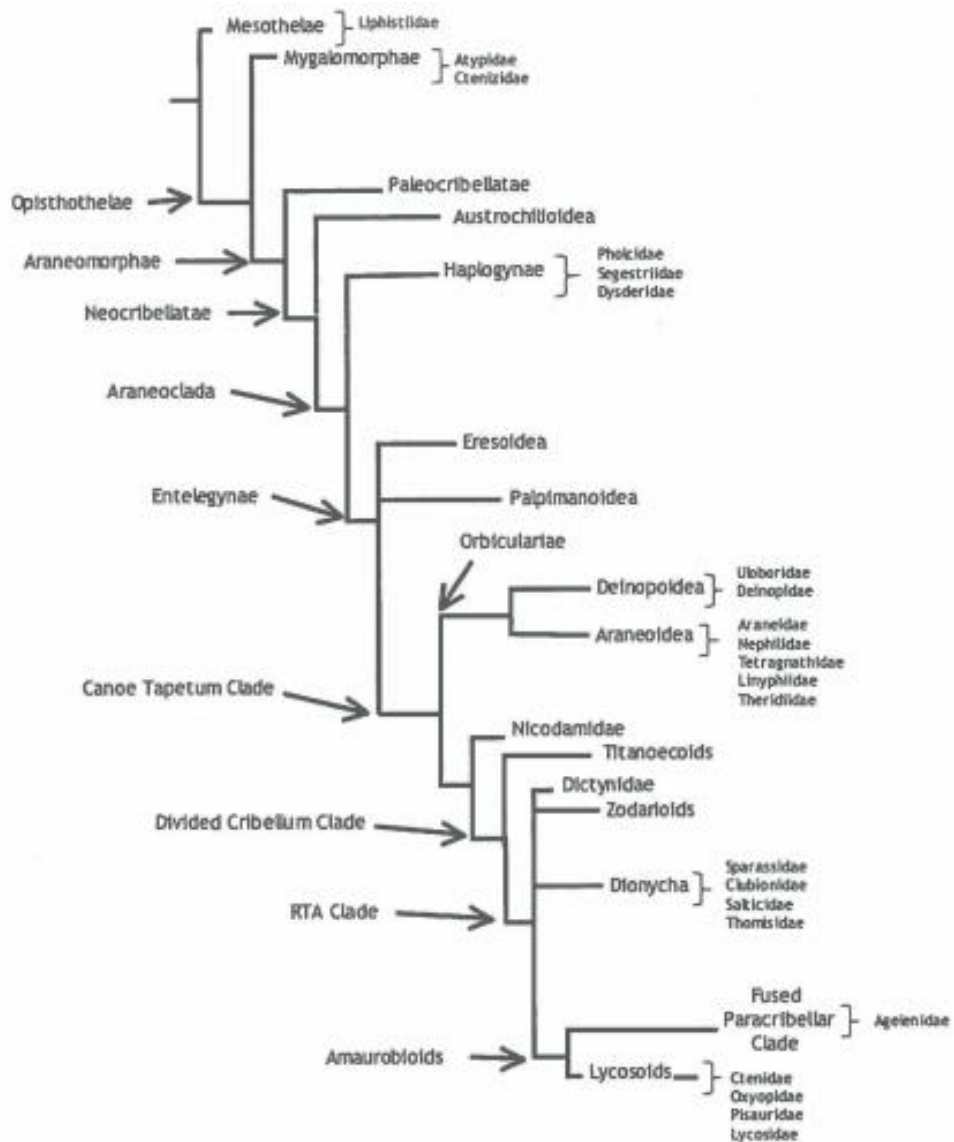 Mesothelae
Liphistiidae
Mygalomorphae
Atypidae
Ctenizidae
Opisthothelae
Paleocribellatae
Austrochilioidea
Araneomorphae
Haplogynae
Pholcidae
Segestriidae
Dysderidae
Neocribellatae
Araneoclada
Eresoidea
Entelegynae
Palpimanoidea
Orbiculariae
Deinopoidea
Uloboridae
Deinopidae
Araneoidea
Araneidae
Nephilidae
Tetragnathidae
Linyphiidae
Theridiidae
Canoe Tapetum Clade
Nicodamidae
Titanoecoids
Dictynidae
Zodarioids
Divided Cribellum Clade
Dionycha
Sparassidae
Clubionidae
Salticidae
Thomisidae
RTA Clade
Fused
Paracribellar
Clade
Agelenidae
Amaurobioids
Lycosoids
Ctenidae
Oxyopidae
Pisauridae
Lycosidae